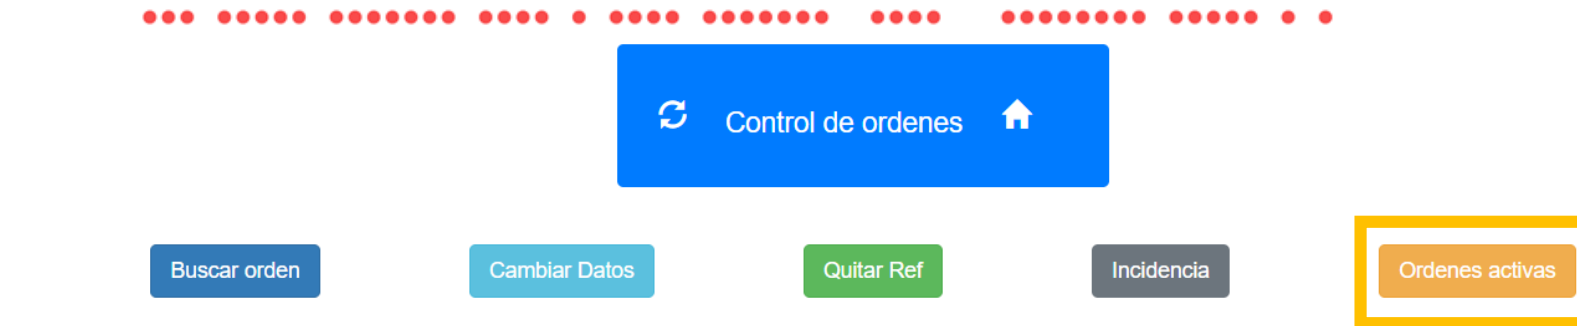 Control de ordenes
Buscar orden Cambiar Datos Quitar Ref Incidencia Ordenes activas